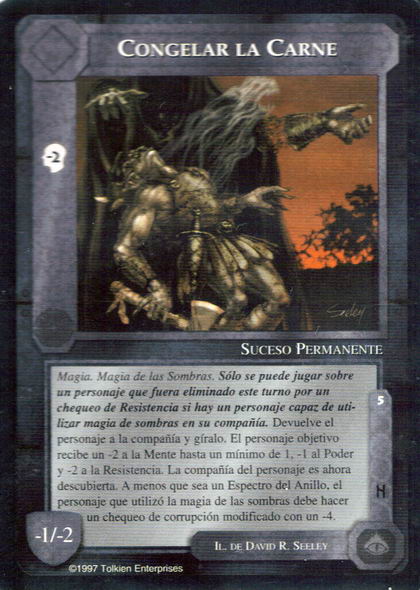 CONGELAR LA CARNE
-2
Seeley
SUCESO PERMANENTE
Magia. Magia de las Sombras. Sólo se puede jugar sobre
un personaje que fuera eliminado este turno por un
chequeo de Resistencia si hay un personaje capaz de uti-
lizar magia de sombras en su compañía. Devuelve el
personaje a la compañía y gíralo. El personaje objetivo
recibe un -2 a la Mente hasta un mínimo de 1, -1 al Poder
y -2 a la Resistencia. La compañía del personaje es ahora
descubierta. A menos que sea un Espectro del Anillo, el
personaje que utilizó la magia de las sombras debe hacer
un chequeo de corrupción modificado con un -4.
5
H
-1/-2
IL. DE DAVID R. SEELEY
©1997 Tolkien Enterprises